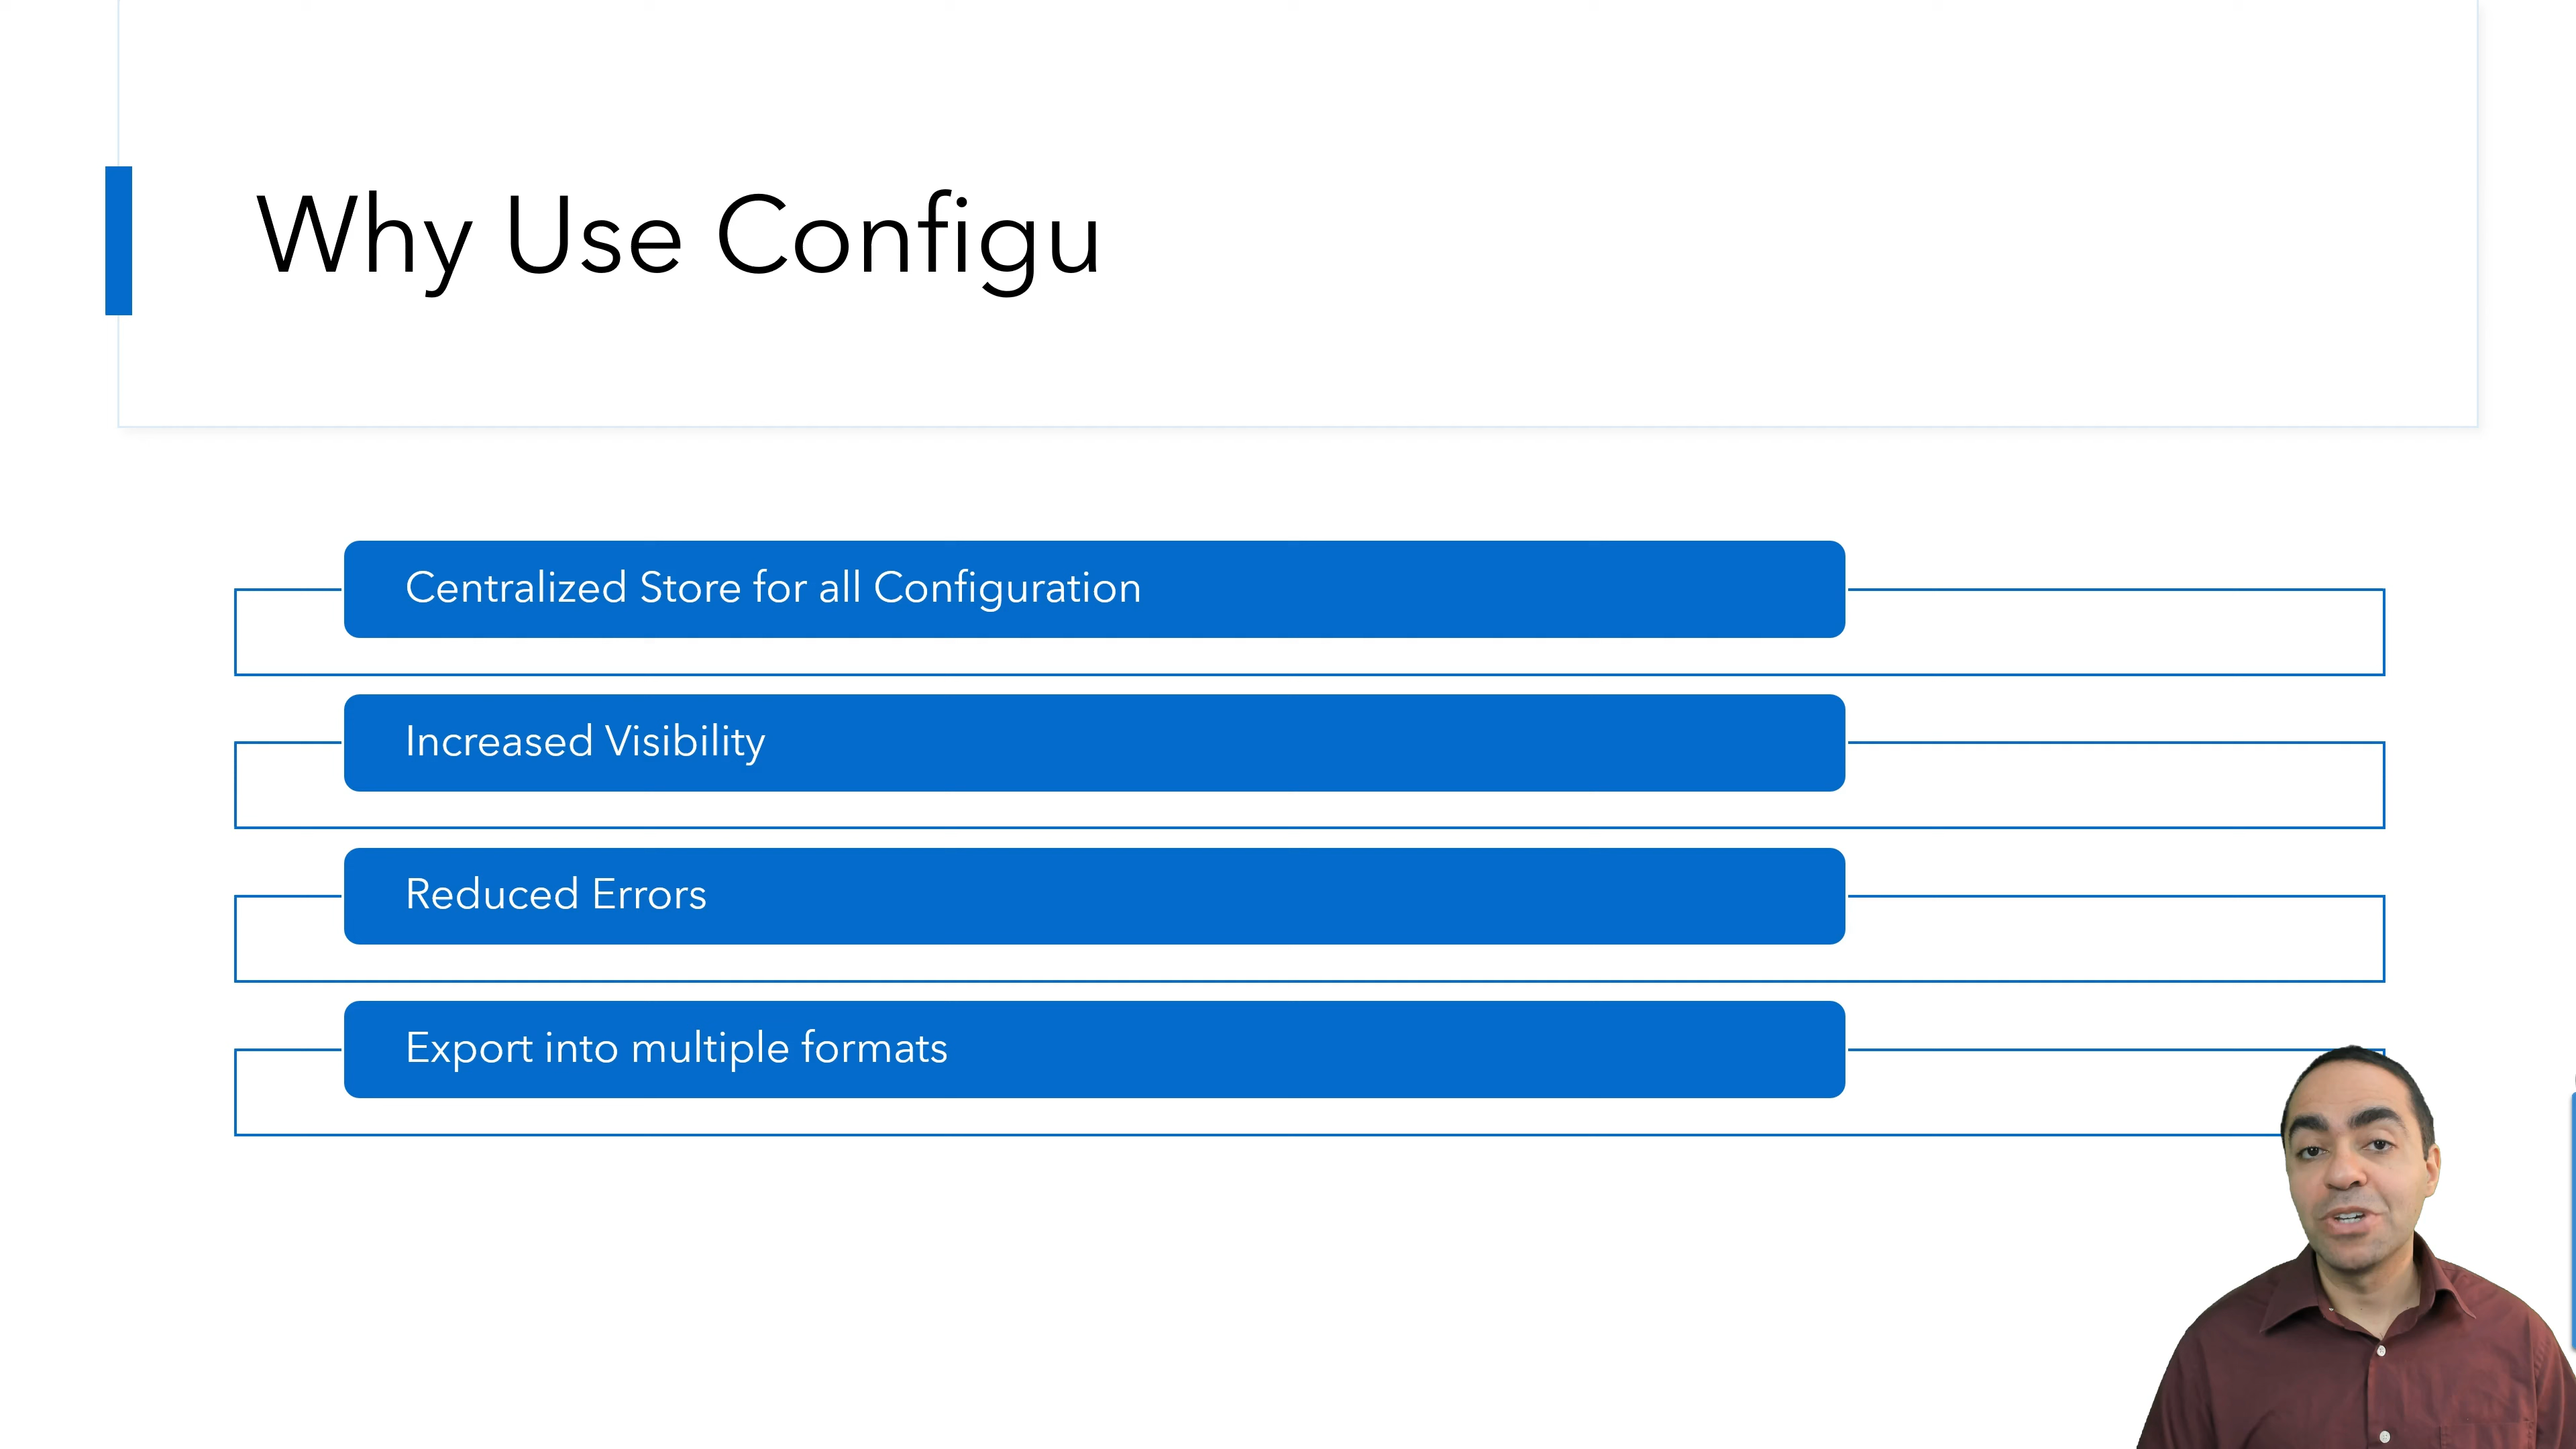 Why Use Configu
Centralized Store for all Configuration
Increased Visibility
Reduced Errors
Export into multiple formats